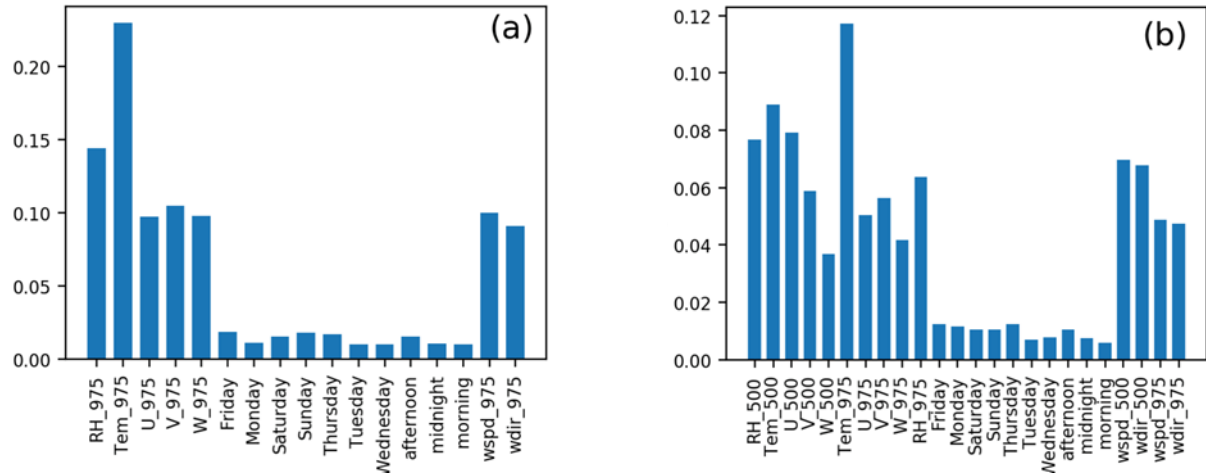 (a)
0.20
0.15
0.10
0.05
0.00
RH_975
Tem_975
U_975
V_975
W_975
Friday
Monday
Saturday
Sunday
Thursday
Tuesday
Wednesday
afternoon
midnight
morning
wspd_975
wdir_975
(b)
0.12
0.10
0.08
0.06
0.04
0.02
0.00
RH_500
Tem_500
U_500
V_500
W_500
Tem_975
U_975
V_975
W_975
RH_975
Friday
Monday
Saturday
Sunday
Thursday
Tuesday
Wednesday
afternoon
midnight
morning
wspd_500
wdir_500
wspd_975
wdir_975